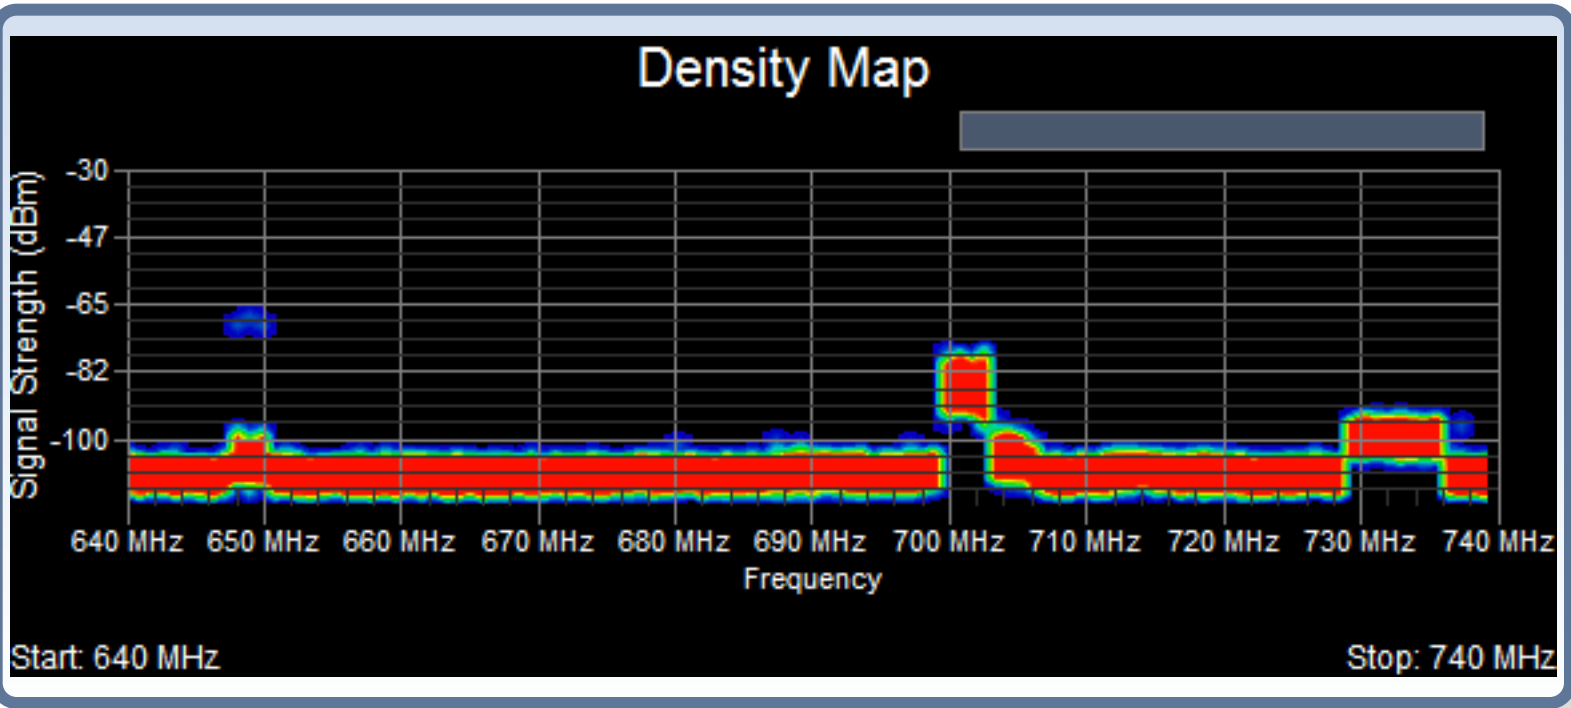 Density Map
-30
-47
-65
-82
-100
Signal Strength (dBm)
640 MHz 650 MHz 660 MHz 670 MHz 680 MHz 690 MHz 700 MHz 710 MHz 720 MHz 730 MHz 740 MHz
Frequency
Start: 640 MHz
Stop: 740 MHz